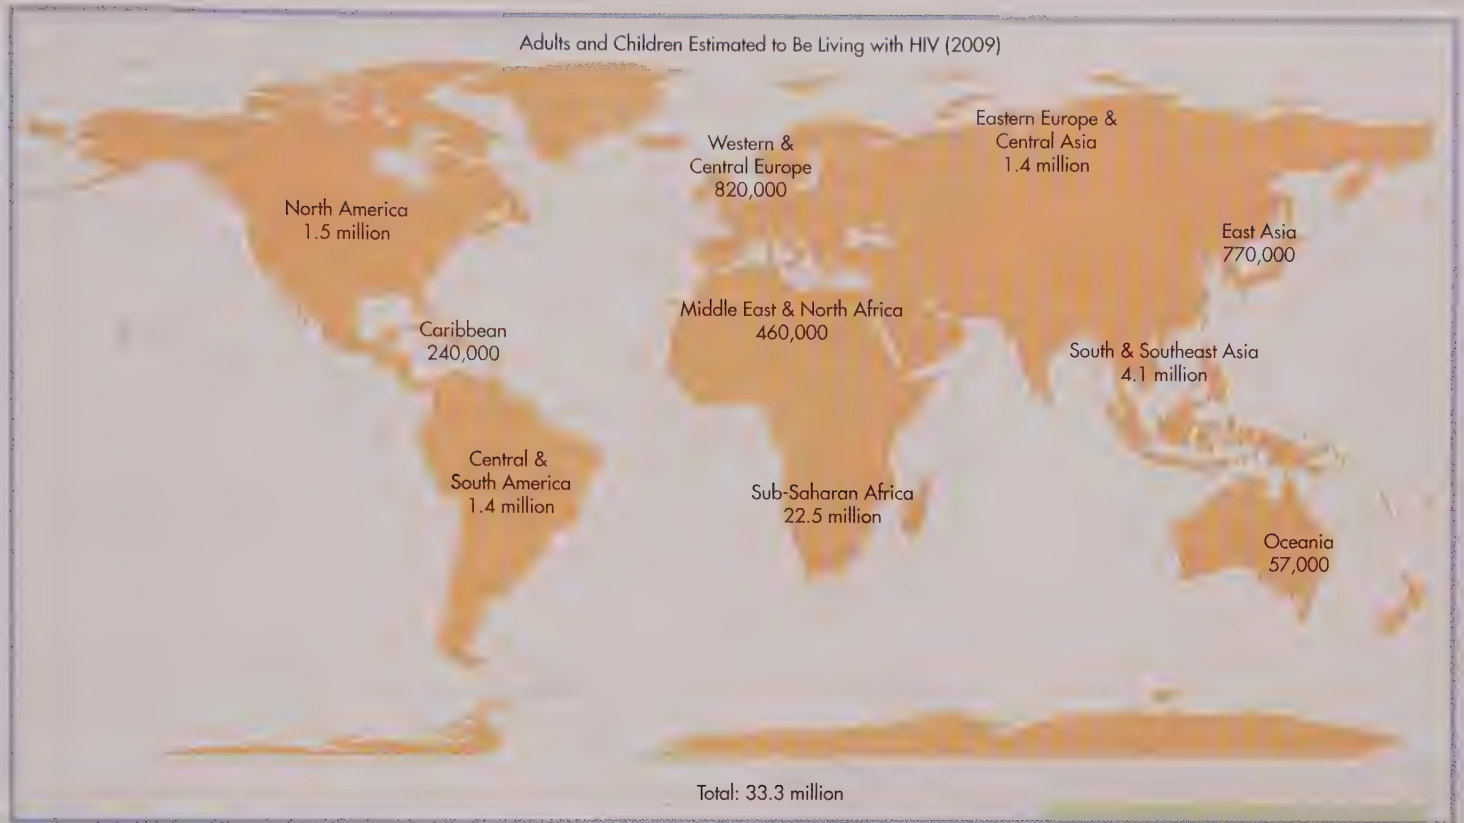 Adults and Children Estimated to Be Living with HIV (2009)
Eastern Europe &
Central Asia
1.4 million
Western &
Central Europe
820,000
North America
1.5 million
East Asia
770,000
Middle East & North Africa
460,000
Caribbean
240,000
South & Southeast Asia
4.1 million
Central &
South America
1.4 million
Sub-Saharan Africa
22.5 million
Oceania
57,000
Total: 33.3 million